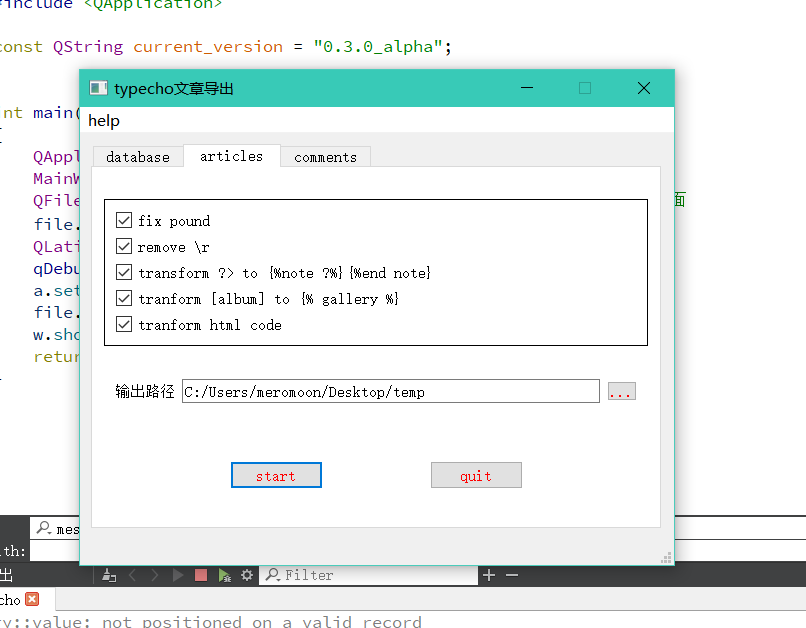 #include <QApplication>
const QString current_version = "0.3.0_alpha";
typecho文章导出
int main(
help
database
articles
comments
QAppl
MainW
QFile
面
file.
QLati
qDebu
a.set
file.
w.sho
retur
fix pound
remove \r
transform ?> to {%note ?%}{%end note}
tranform [album] to {% gallery %}
tranform html code
输出路径 C:/Users/meromoon/Desktop/temp ...
start
quit
mes
th:
出
Filter
cho
ry::value: not positioned on a valid record